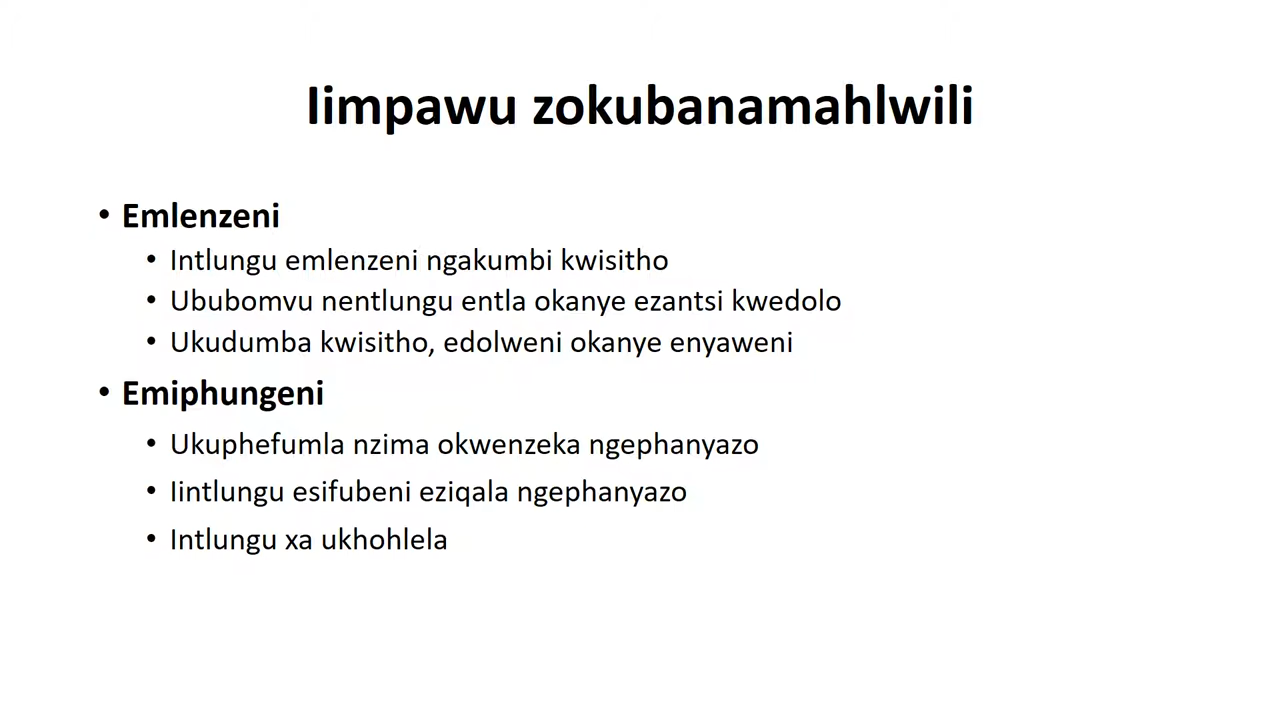 Iimpawu zokubanamahlwili
• Emlenzeni
• Intlungu emlenzeni ngakumbi kwisitho
• Ububomvu nentlungu entla okanye ezantsi kwedolo
• Ukudumba kwisitho, edolweni okanye enyaweni
• Emiphungeni
• Ukuphefumla nzima okwenzeka ngephanyazo
• Iintlungu esifubeni eziqala ngephanyazo
• Intlungu xa ukhohlela